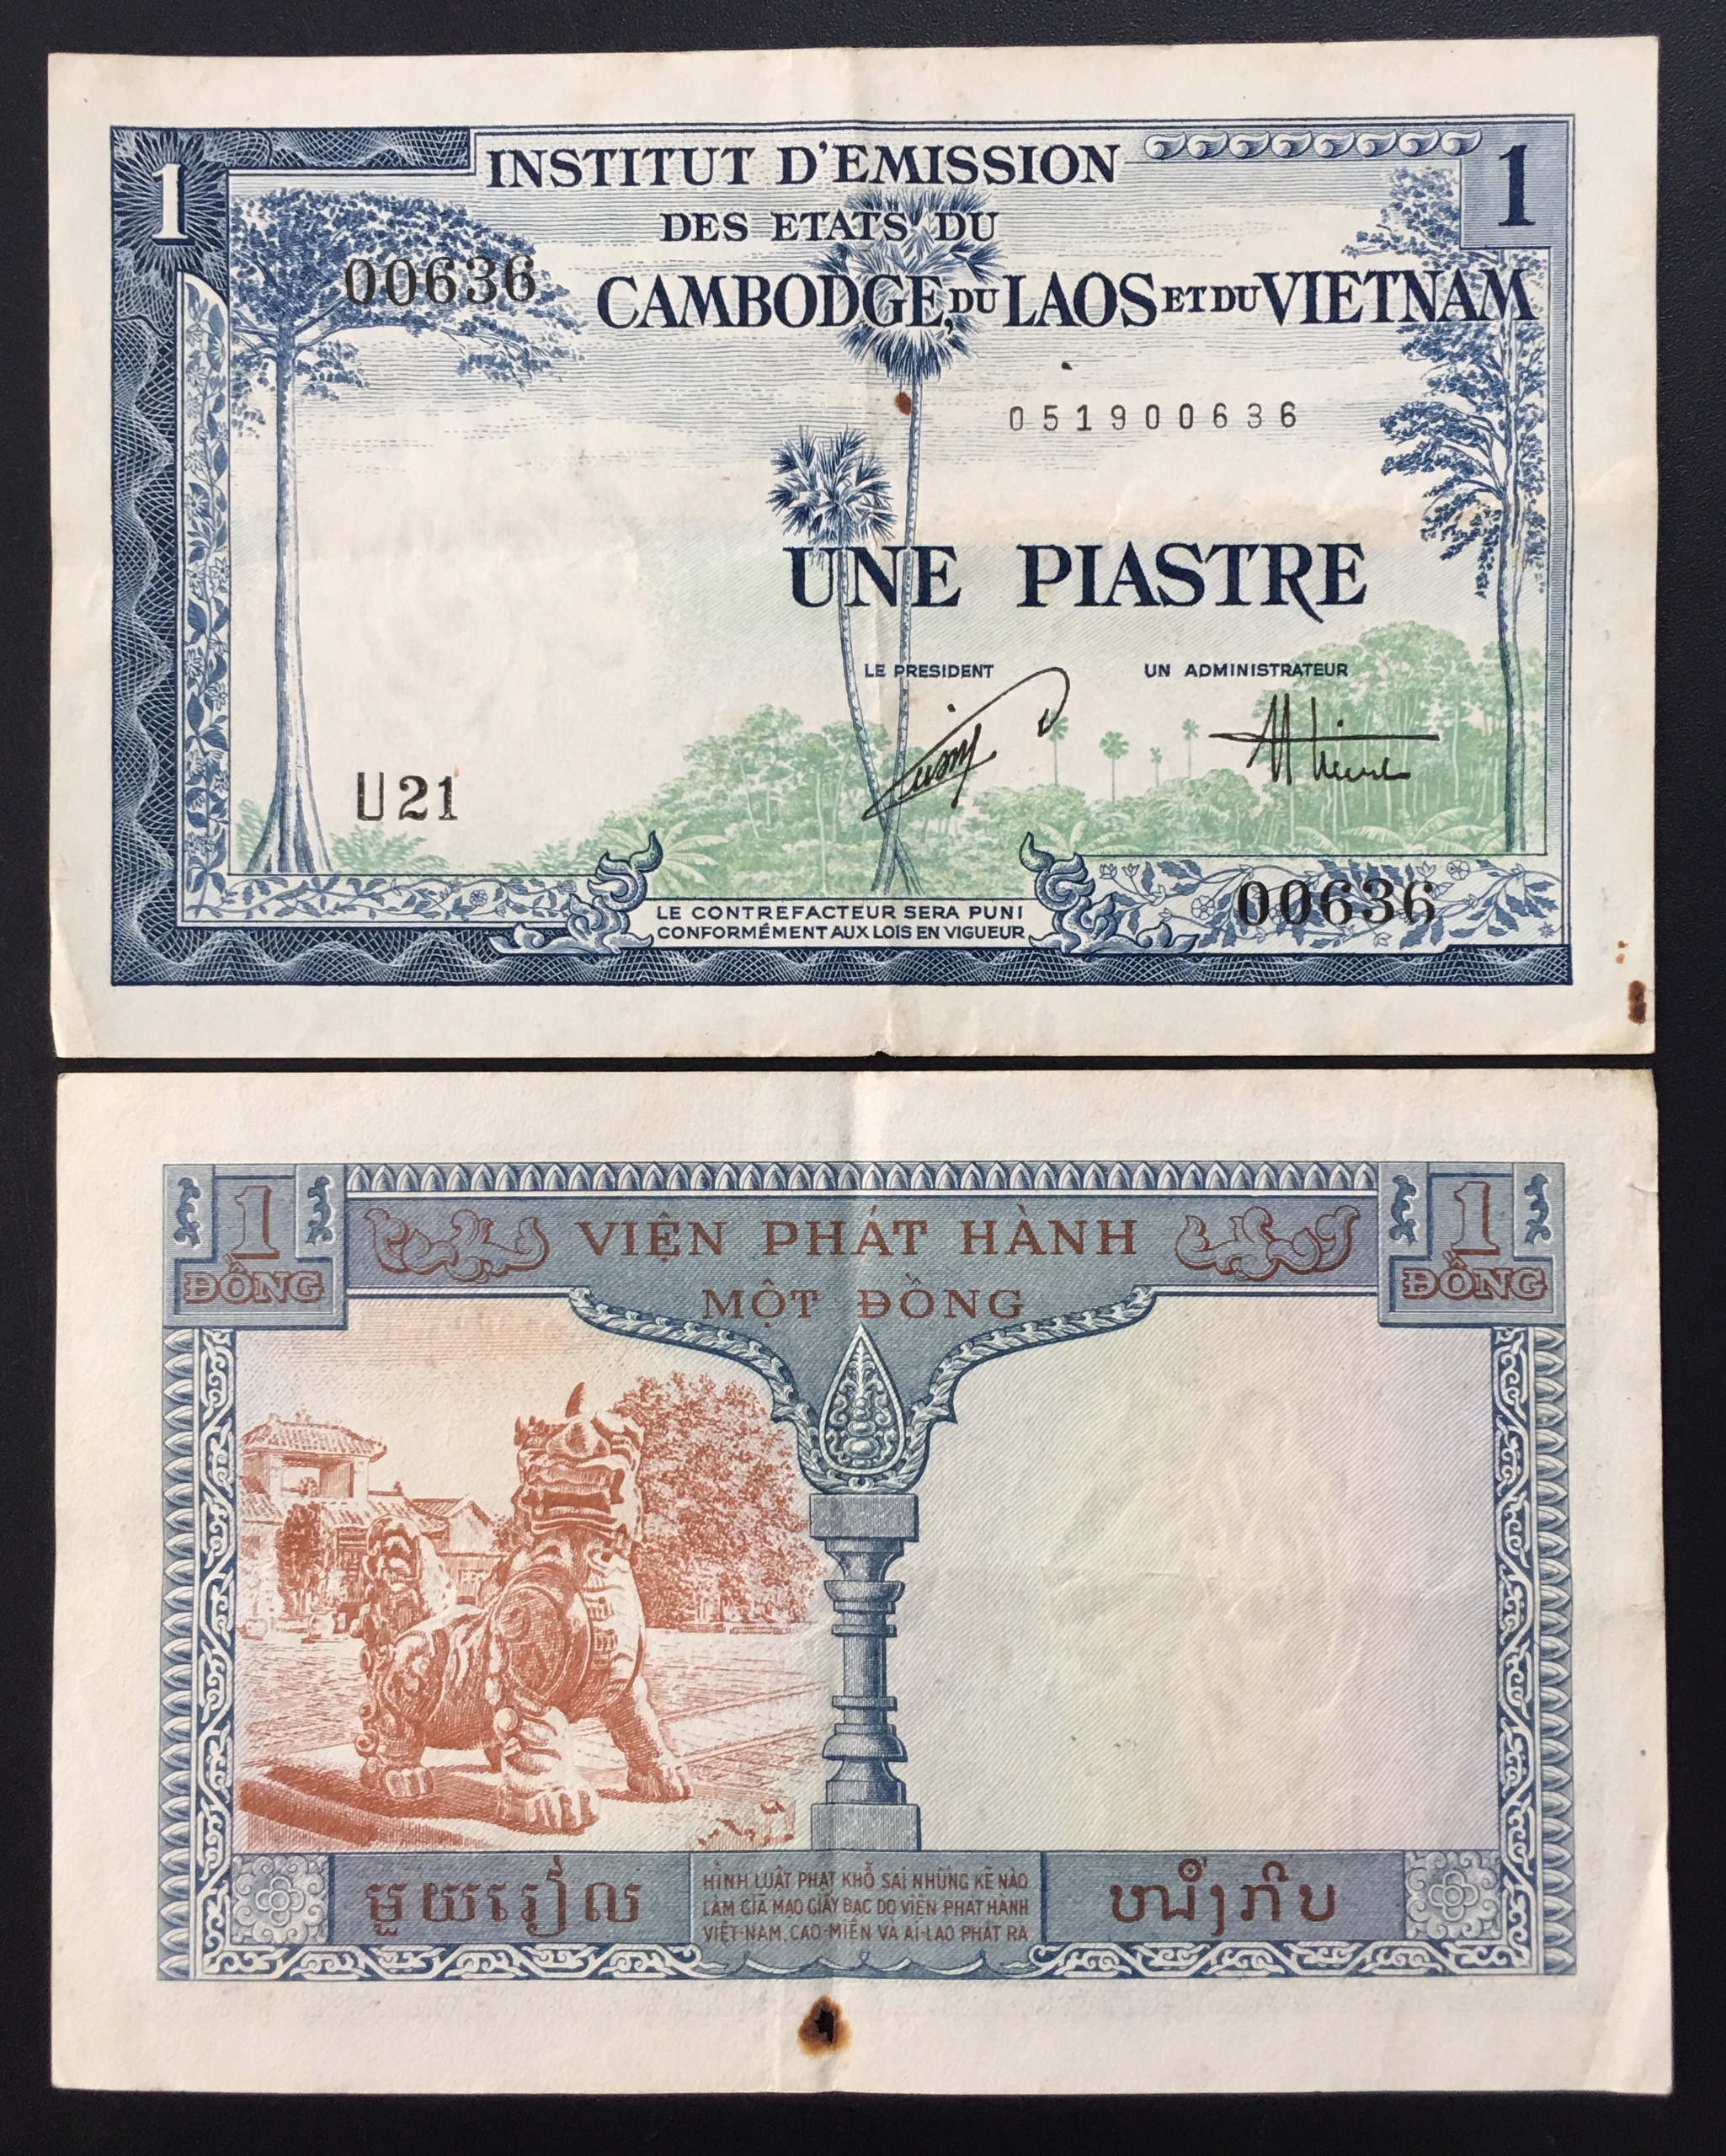 1
INSTITUT D'EMISSION
1
DES ETATS DU
00636
CAMBODGE, DU LAOS ET DU VIETNAM
051900636
UNE PIASTRE
LE PRESIDENT
UN ADMINISTRATEUR
U21
00636
LE CONTREFACTEUR SERA PUNI
CONFORMÉMENT AUX LOIS EN VIGUEUR
1
ĐỒNG
VIỆN PHÁT HÀNH
MỘT ĐỒNG
1
ĐỒNG
មួយរៀល
HÌNH LUẬT PHẠT KHỔ SAI NHỮNG KẺ NÀO
LÀM GIẢ MẠO GIẤY BẠC DO VIỆN PHÁT HÀNH
VIỆT-NAM, CAO-MIÊN VÀ AI-LAO PHÁT RA
ໜຶ່ງກີບ